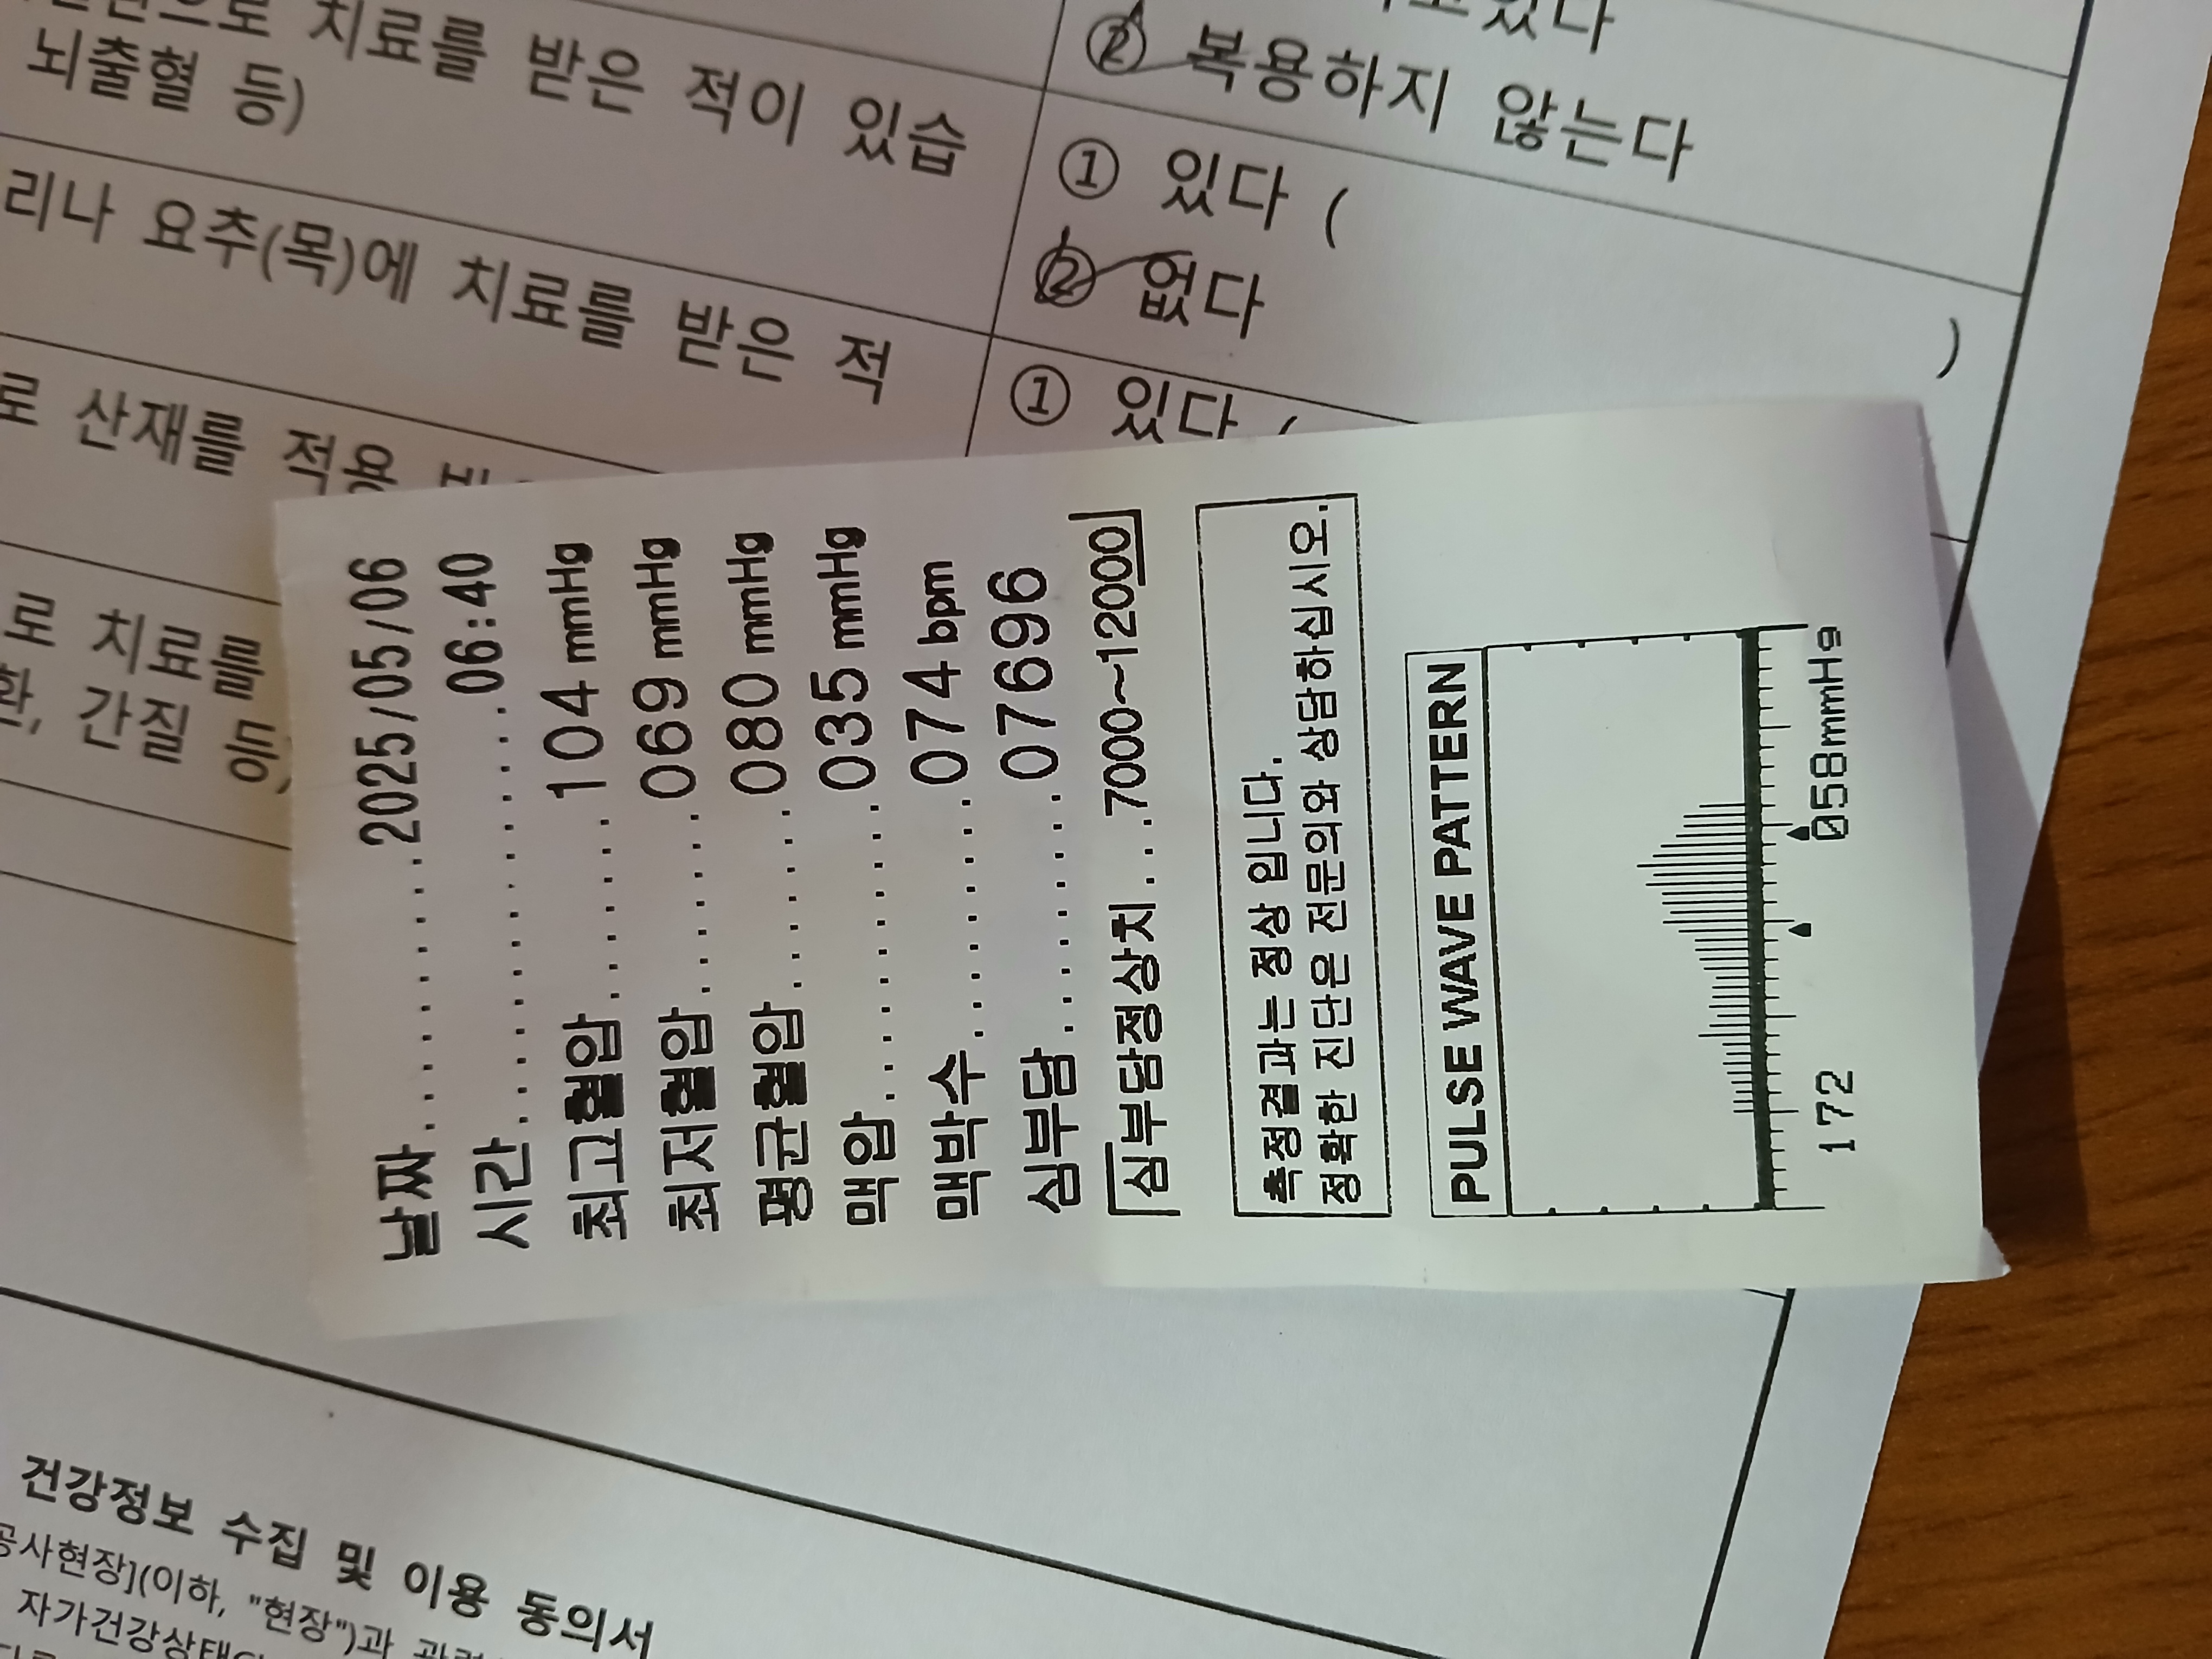 치료를 받은 적이 있습
뇌출혈 등)
② 복용하지 않는다
① 있다 (
② 없다
)
리나 요추(목)에 치료를 받은 적
① 있다 (
로 산재를 적용
로 치료를
간질 등)
날짜..............2025/05/06
시간..............06:40
최고혈압..........104 mmHg
최저혈압..........069 mmHg
평균혈압..........080 mmHg
맥압..............035 mmHg
맥박수............074 bpm
심부담............07696
[심부담정상치...7000~12000]
측정결과는 정상 입니다.
정확한 진단은 전문의와 상담하십시오.
PULSE WAVE PATTERN
172 058mmHg
건강정보 수집 및 이용 동의서
공사현장](이하, "현장")과
자가건강상태